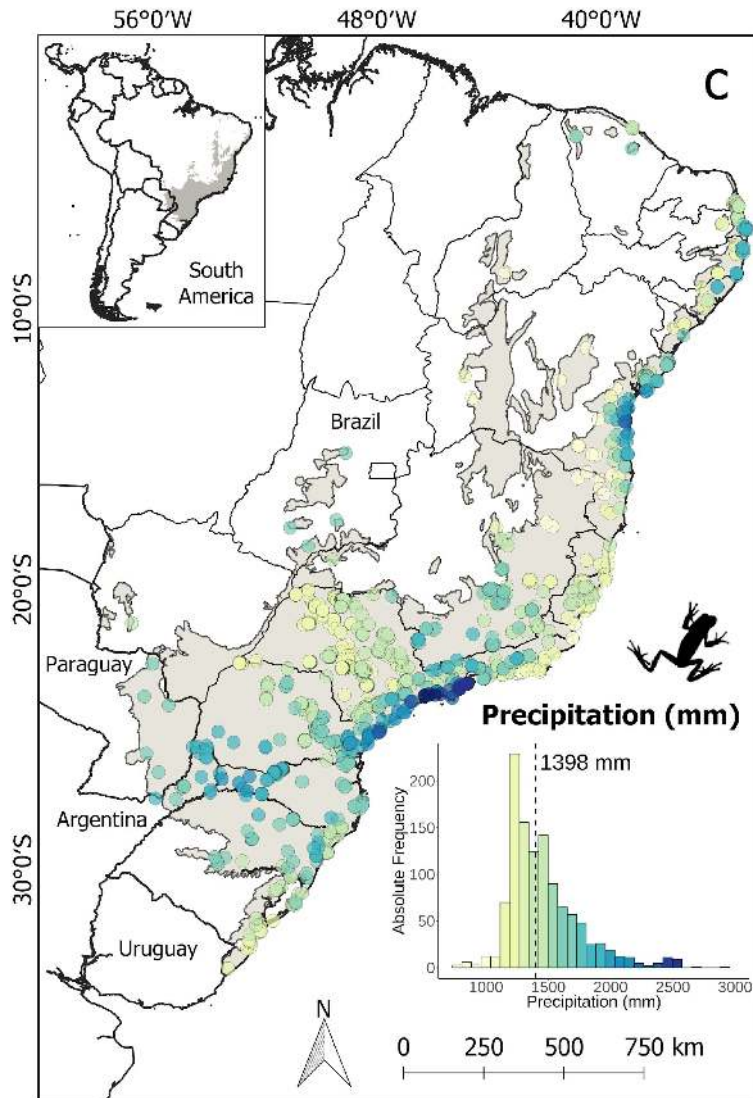 56°0'W 48°0'W 40°0'W
C
South
America
10°0'S
Brazil
20°0'S
Paraguay
Precipitation (mm)
1398 mm
Argentina
30°0'S
Uruguay
Absolute Frequency
200
150
100
50
0
1000 1500 2000 2500 3000
Precipitation (mm)
N
0 250 500 750 km